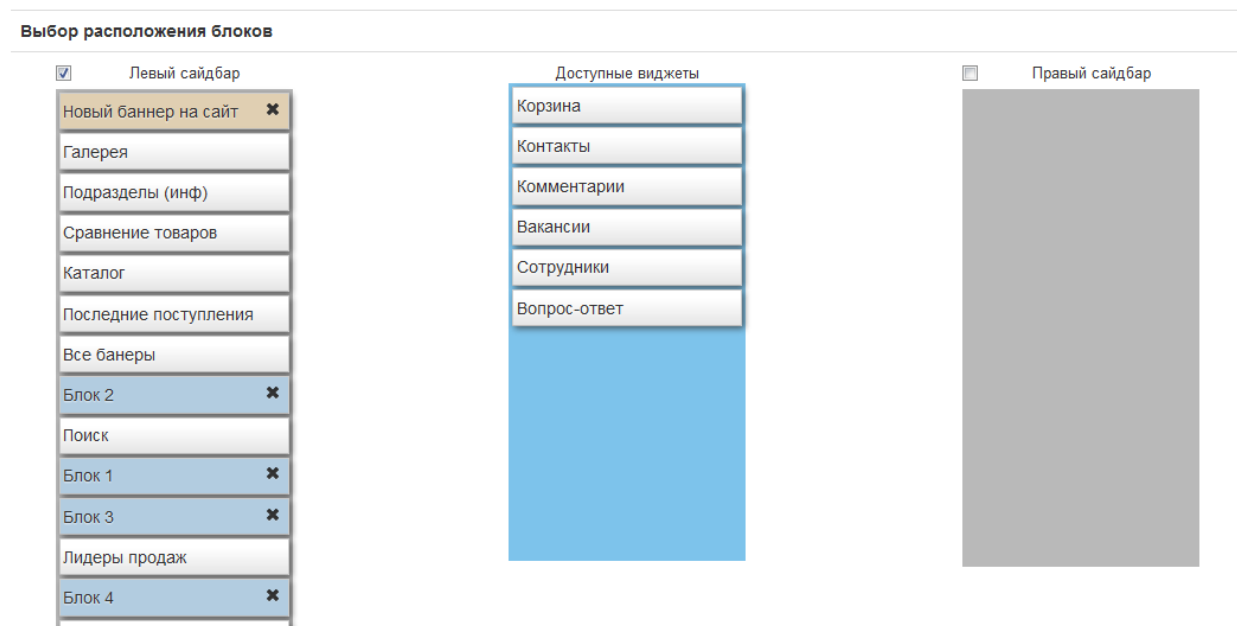 Выбор расположения блоков
Левый сайдбар
Новый баннер на сайт
Галерея
Подразделы (инф)
Сравнение товаров
Каталог
Последние поступления
Все банеры
Блок 2
Поиск
Блок 1
Блок 3
Лидеры продаж
Блок 4
Доступные виджеты
Корзина
Контакты
Комментарии
Вакансии
Сотрудники
Вопрос-ответ
Правый сайдбар